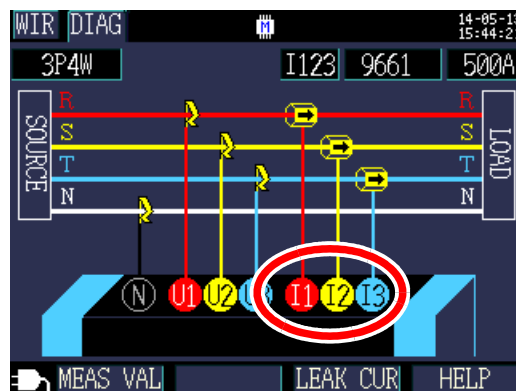 WIR DIAG M 14-05-13
15:44:2
3P4W I123 9661 500A
SOURCE
R R
S S
T T
N N
LOAD
N U1 U2 U3 I1 I2 I3
MEAS VAL LEAK CUR HELP